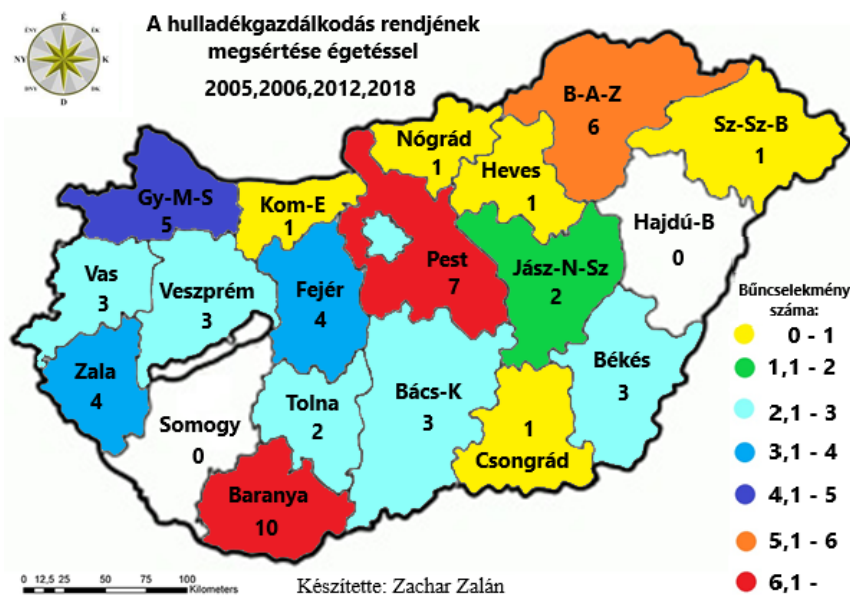 É
ÉNY
ÉK
NY
K
DNY
DK
D
A hulladékgazdálkodás rendjének
megsértése égetéssel
2005,2006,2012,2018
B-A-Z
6
Sz-Sz-B
1
Nógrád
1
Heves
1
Gy-M-S
5
Kom-E
1
Hajdú-B
0
Pest
7
Jász-N-Sz
2
Vas
3
Veszprém
3
Fejér
4
Zala
4
Somogy
0
Tolna
2
Bács-K
3
Békés
3
1
Csongrád
Baranya
10
Bűncselekmény
száma:
0 - 1
1,1 - 2
2,1 - 3
3,1 - 4
4,1 - 5
5,1 - 6
6,1 -
0 12,5 25 50 75 100
Kilometers
Készítette: Zachar Zalán